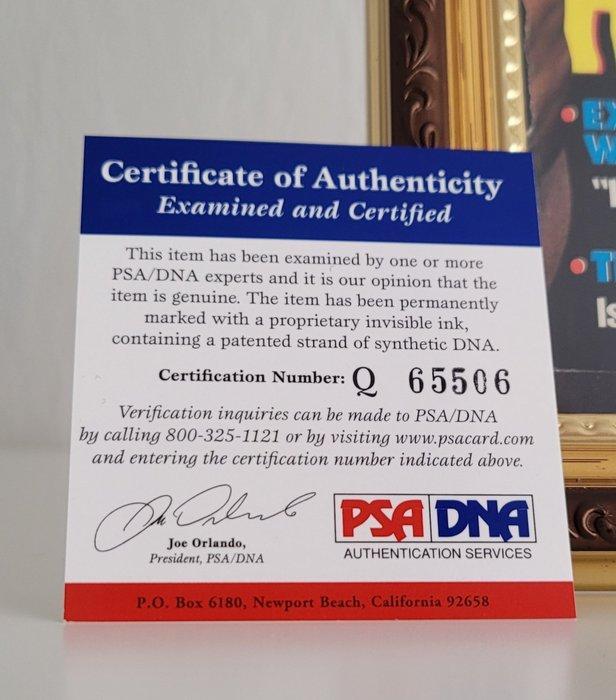 Certificate of Authenticity
Examined and Certified
This item has been examined by one or more
PSA/DNA experts and it is our opinion that the
item is genuine. The item has been permanently
marked with a proprietary invisible ink,
containing a patented strand of synthetic DNA.
Certification Number: Q 65506
Verification inquiries can be made to PSA/DNA
by calling 800-325-1121 or by visiting www.psacard.com
and entering the certification number indicated above.
Joe Orlando,
President, PSA/DNA
PSA DNA
AUTHENTICATION SERVICES
P.O. Box 6180, Newport Beach, California 92658